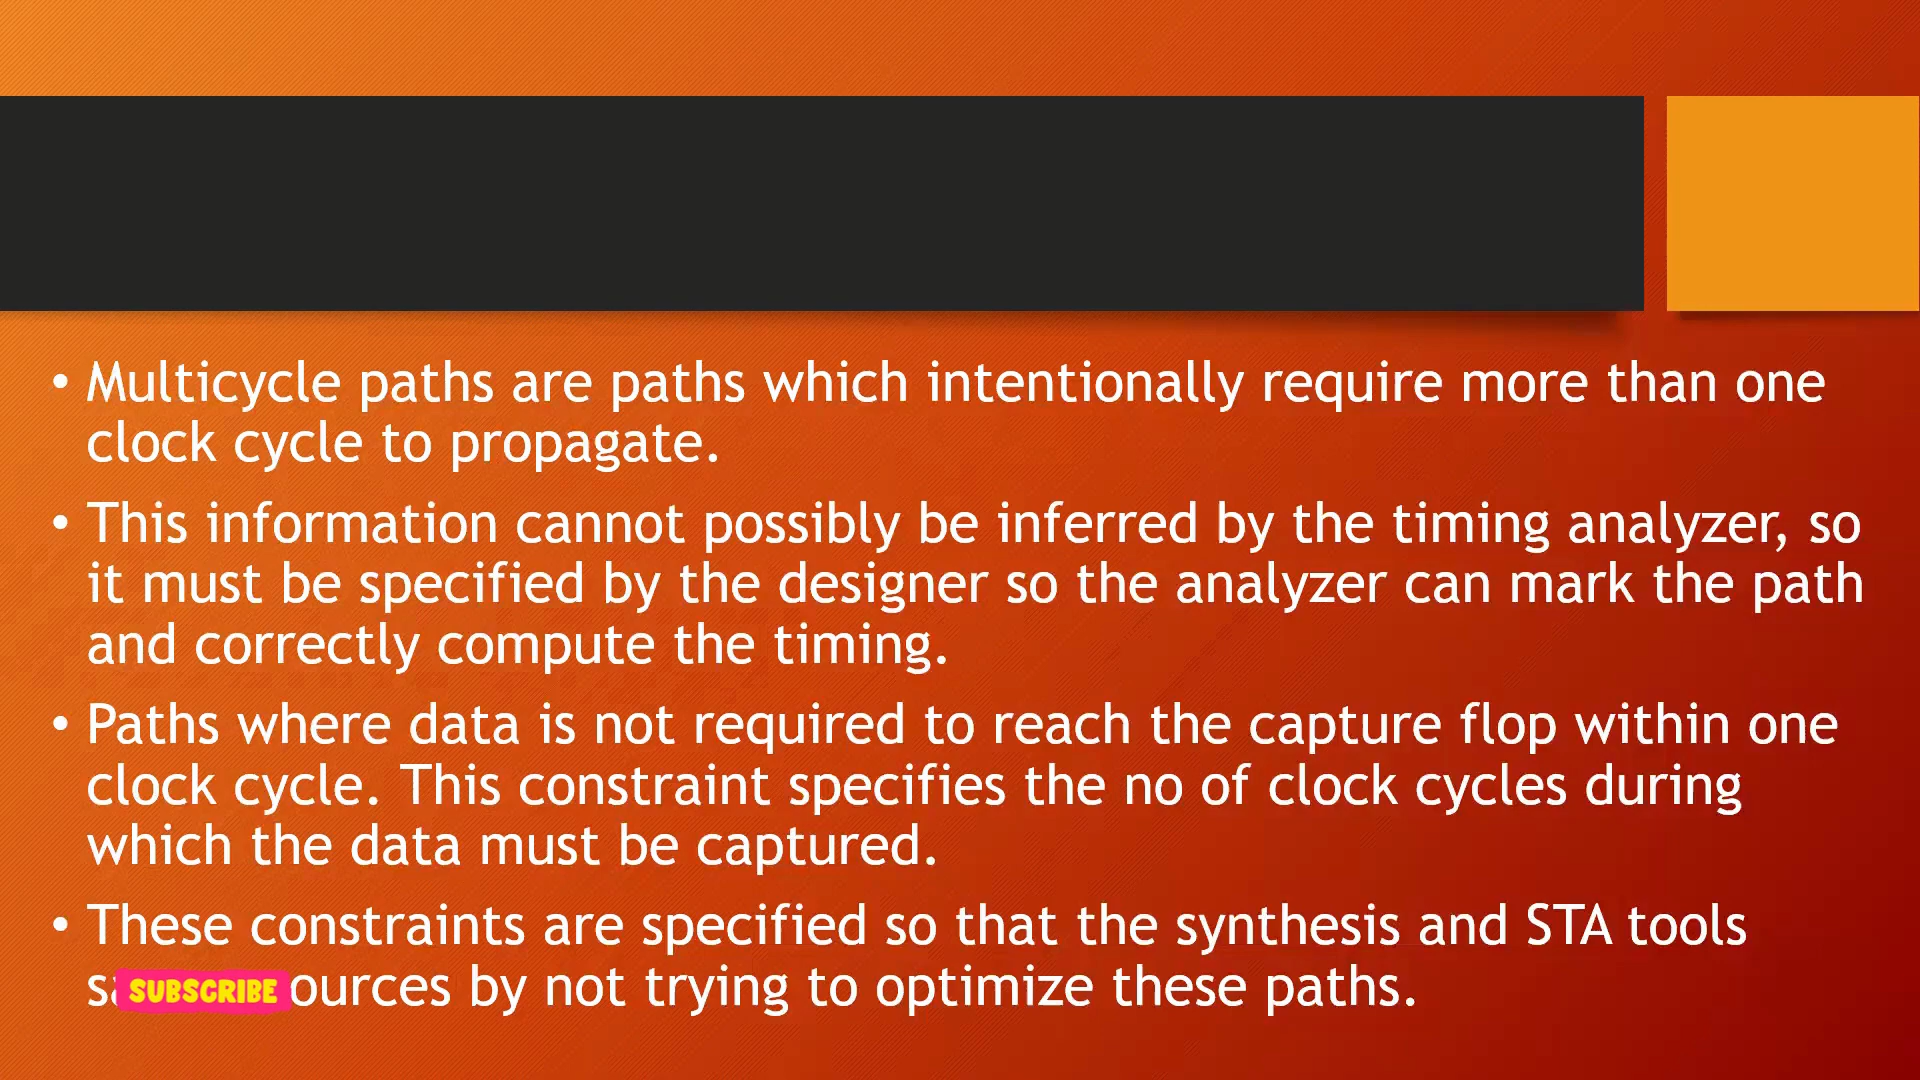 • Multicycle paths are paths which intentionally require more than one
clock cycle to propagate.
• This information cannot possibly be inferred by the timing analyzer, so
it must be specified by the designer so the analyzer can mark the path
and correctly compute the timing.
• Paths where data is not required to reach the capture flop within one
clock cycle. This constraint specifies the no of clock cycles during
which the data must be captured.
• These constraints are specified so that the synthesis and STA tools
SUBSCRIBE by not trying to optimize these paths.